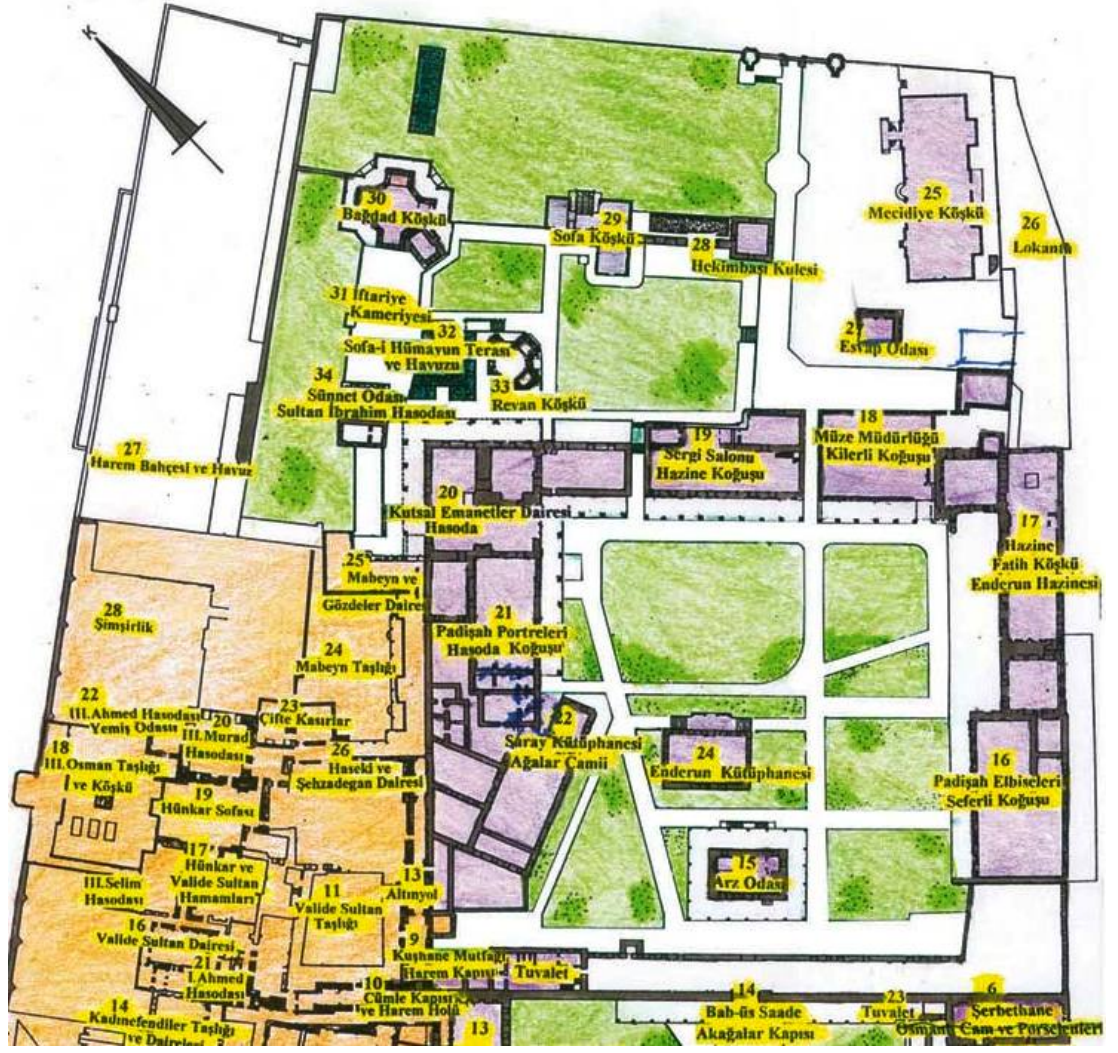 K
30
Bağdad Köşkü
29
Sofa Köşkü
28
Hekimbaşı Kulesi
25
Mecidiye Köşkü
26
Lokanta
27
Esvap Odası
31 İftariye
Kameriyesi
32
Sofa-i Hümayun Terası
ve Havuzu
33
Revan Köşkü
34
Sünnet Odası
Sultan İbrahim Hasodası
27
Harem Bahçesi ve Havuz
18
Müze Müdürlüğü
Kilerli Koğuşu
19
Sergi Salonu
Hazine Koğuşu
20
Kutsal Emanetler Dairesi
Hasoda
17
Hazine
Fatih Köşkü
Enderun Hazinesi
25
Mabeyn ve
Gözdeler Dairesi
28
Şimşirlik
24
Mabeyn Taşlığı
21
Padişah Portreleri
Hasoda Koğuşu
22
III.Ahmed Hasodası
Yemiş Odası
20
III.Murad
Hasodası
23
Çifte Kasırlar
22
Saray Kütüphanesi
Ağalar Camii
24
Enderun Kütüphanesi
16
Padişah Elbiseleri
Seferli Koğuşu
18
III.Osman Taşlığı
ve Köşkü
26
Haseki ve
Şehzadegan Dairesi
19
Hünkar Sofası
17
Hünkar ve
Valide Sultan
Hamamları
15
Arz Odası
III.Selim
Hasodası
11
Valide Sultan
Taşlığı
13
Altınyol
16
Valide Sultan Dairesi
21
I.Ahmed
Hasodası
9
Kuşhane Mutfağı
Harem Kapısı
Tuvalet
10
Cümle Kapısı
ve Harem Holü
14
Kadınefendiler Taşlığı
ve Daireleri
13
14
Bab-üs Saade
Akağalar Kapısı
23
Tuvalet
6
Şerbethane
Osmanlı Cam ve Porselenleri